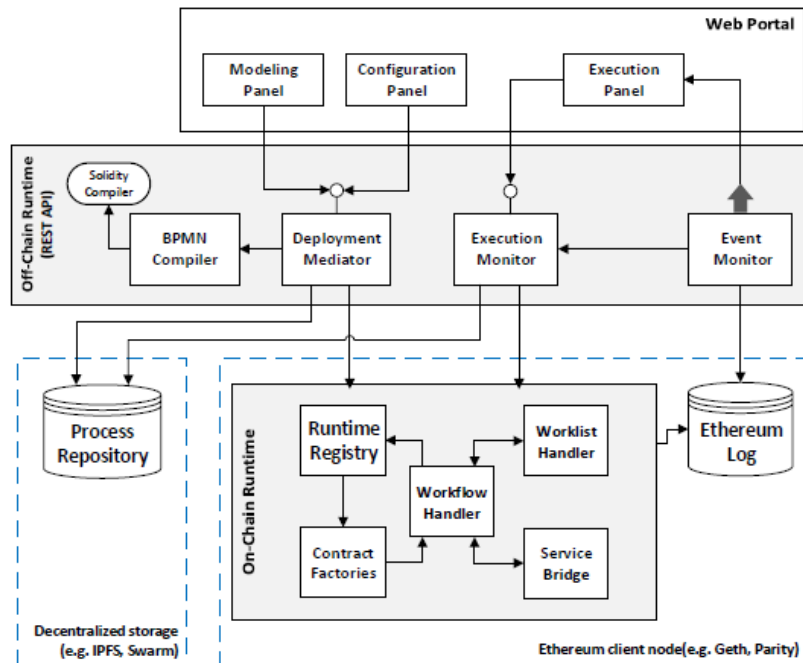 Web Portal
Modeling
Panel
Configuration
Panel
Execution
Panel
Off-Chain Runtime
(REST API)
Solidity
Compiler
BPMN
Compiler
Deployment
Mediator
Execution
Monitor
Event
Monitor
Process
Repository
On-Chain Runtime
Runtime
Registry
Worklist
Handler
Workflow
Handler
Contract
Factories
Service
Bridge
Ethereum
Log
Decentralized storage
(e.g. IPFS, Swarm)
Ethereum client node(e.g. Geth, Parity)